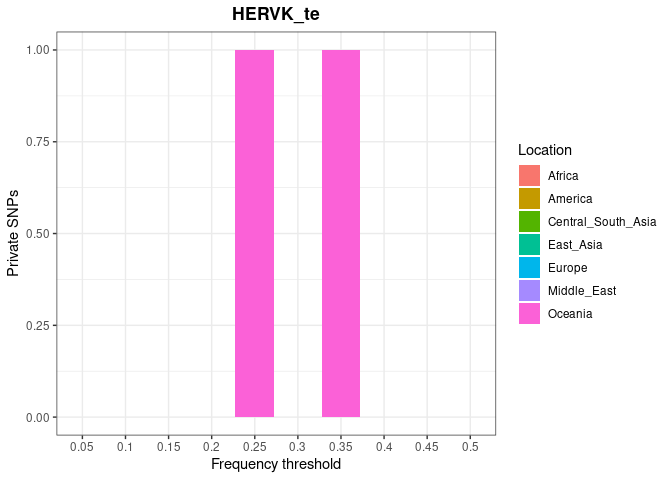 HERVK_te
1.00
0.75
0.50
0.25
0.00
Private SNPs
0.05 0.1 0.15 0.2 0.25 0.3 0.35 0.4 0.45 0.5
Frequency threshold
Location
Africa
America
Central_South_Asia
East_Asia
Europe
Middle_East
Oceania